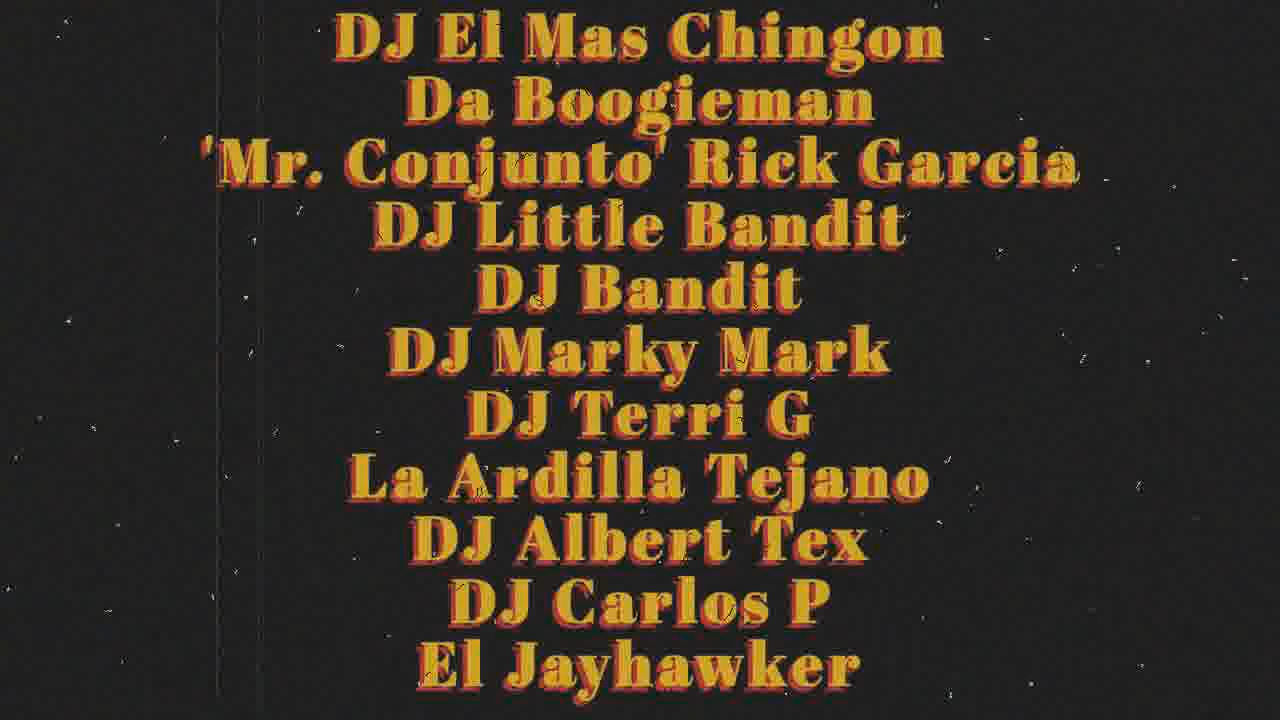 DJ El Mas Chingon
Da Boogieman
'Mr. Conjunto' Rick Garcia
DJ Little Bandit
DJ Bandit
DJ Marky Mark
DJ Terri G
La Ardilla Tejano
DJ Albert Tex
DJ Carlos P
El Jayhawker